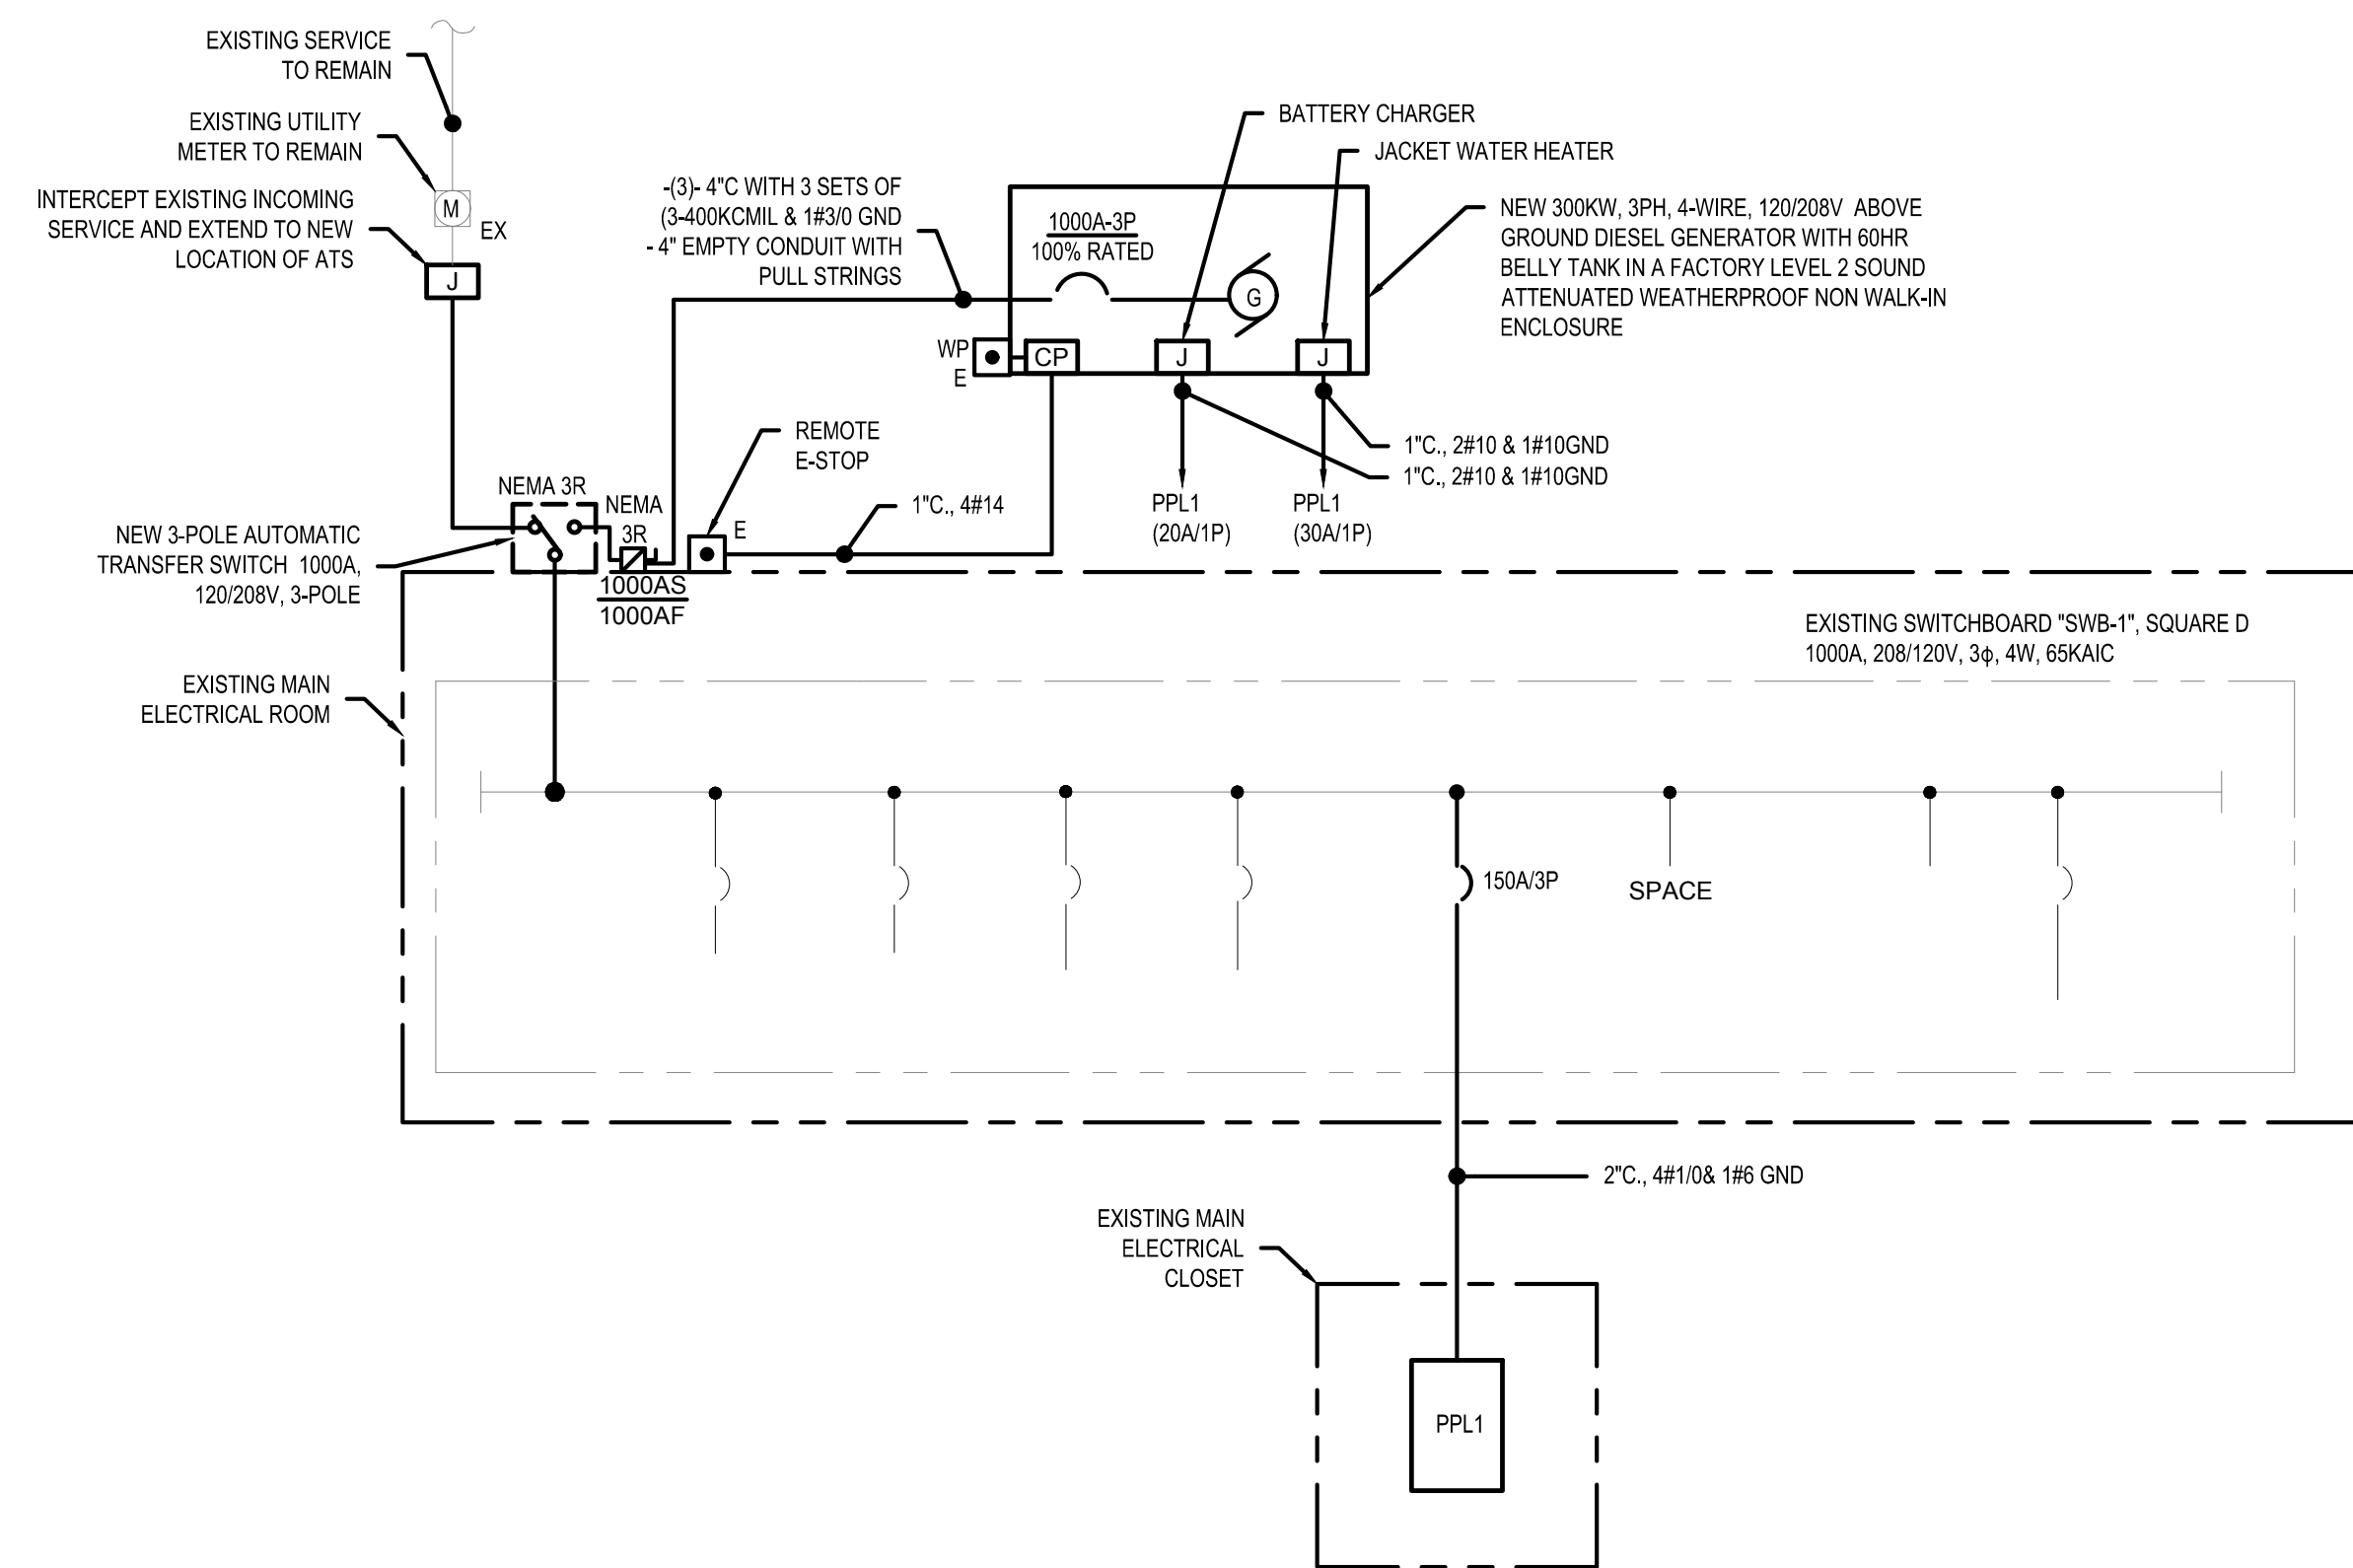 EXISTING SERVICE
TO REMAIN
EXISTING UTILITY
METER TO REMAIN
M
EX
INTERCEPT EXISTING INCOMING
SERVICE AND EXTEND TO NEW
LOCATION OF ATS
J
-(3)- 4"C WITH 3 SETS OF
(3-400KCMIL & 1#3/0 GND
- 4" EMPTY CONDUIT WITH
PULL STRINGS
1000A-3P
100% RATED
G
BATTERY CHARGER
JACKET WATER HEATER
NEW 300KW, 3PH, 4-WIRE, 120/208V ABOVE
GROUND DIESEL GENERATOR WITH 60HR
BELLY TANK IN A FACTORY LEVEL 2 SOUND
ATTENUATED WEATHERPROOF NON WALK-IN
ENCLOSURE
WP
E
CP
J
J
1"C., 2#10 & 1#10GND
1"C., 2#10 & 1#10GND
PPL1
(20A/1P)
PPL1
(30A/1P)
REMOTE
E-STOP
E
1"C., 4#14
NEMA 3R
NEMA
3R
1000AS
1000AF
NEW 3-POLE AUTOMATIC
TRANSFER SWITCH 1000A,
120/208V, 3-POLE
EXISTING MAIN
ELECTRICAL ROOM
EXISTING SWITCHBOARD "SWB-1", SQUARE D
1000A, 208/120V, 3ϕ, 4W, 65KAIC
150A/3P
SPACE
2"C., 4#1/0& 1#6 GND
EXISTING MAIN
ELECTRICAL
CLOSET
PPL1